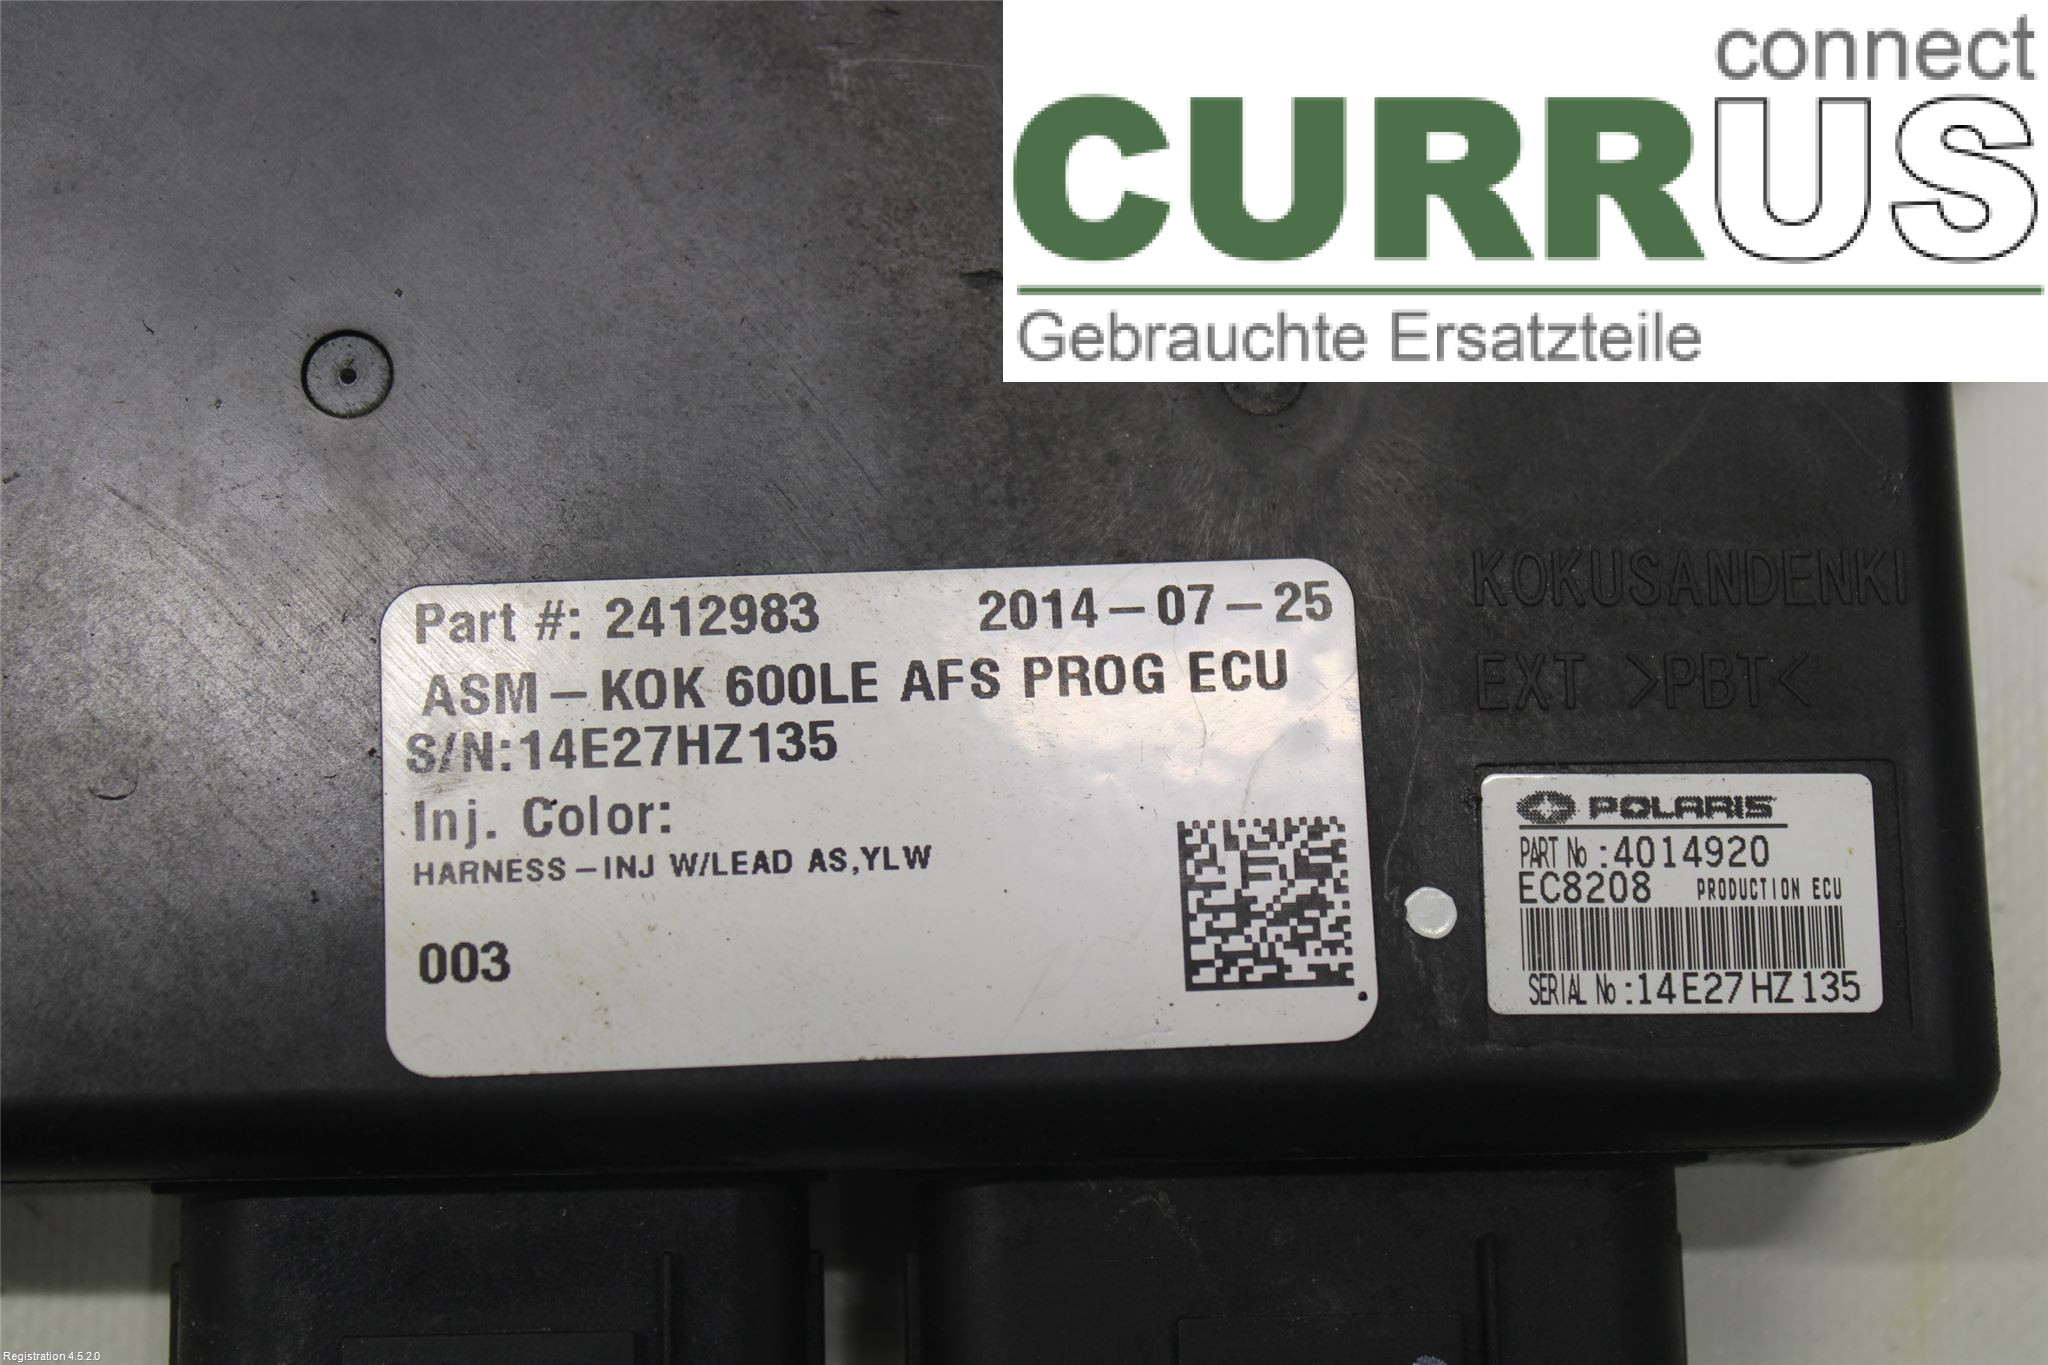 connect
CURRUS
Gebrauchte Ersatzteile
KOKUSANDENKI
EXT >PBT<
Part #: 2412983 2014-07-25
ASM-KOK 600LE AFS PROG ECU
S/N:14E27HZ135
Inj. Color:
HARNESS-INJ W/LEAD AS,YLW
003
POLARIS
PART No :4014920
EC8208 PRODUCTION ECU
SERIAL No :14E27HZ135
Registration 4.5.2.0